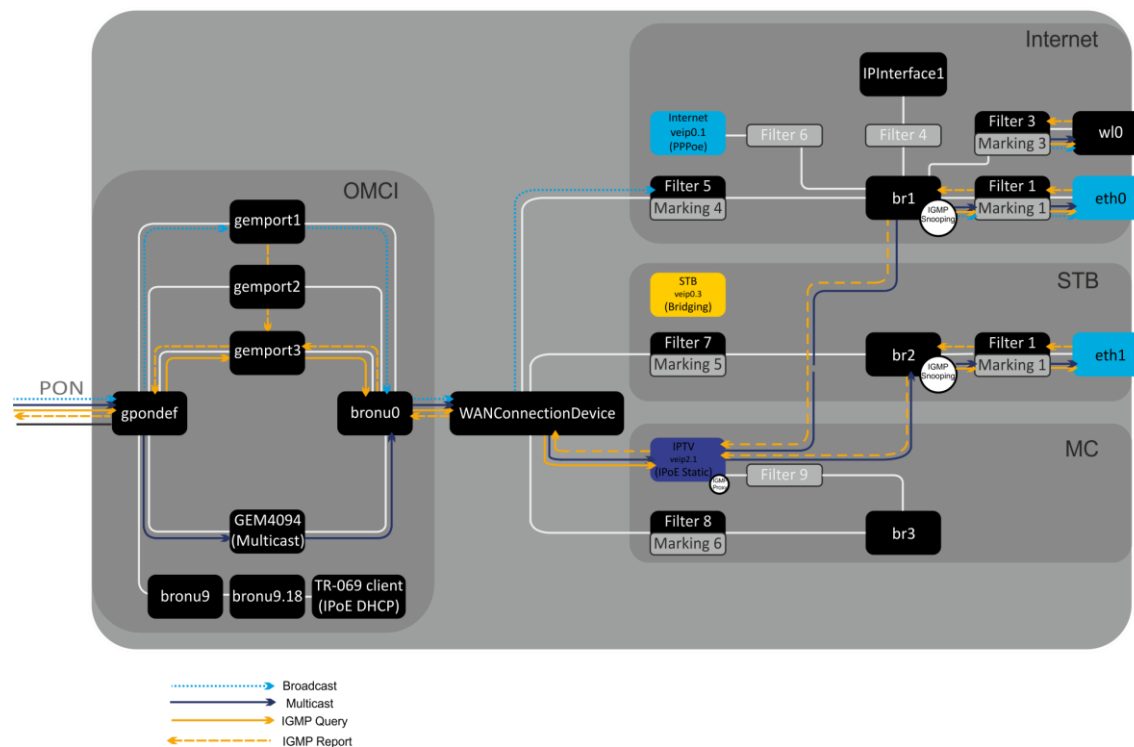 Internet
IPInterface1
Internet
veip0.1
(PPPoe)
Filter 6
Filter 4
Filter 3
Marking 3
wl0
Filter 5
Marking 4
br1
IGMP
Snooping
Filter 1
Marking 1
eth0
OMCI
gemport1
gemport2
gemport3
PON
gpondef
bronu0
WANConnectionDevice
GEM4094
(Multicast)
bronu9
bronu9.18
TR-069 client
(IPoE DHCP)
STB
STB
veip0.3
(Bridging)
Filter 7
Marking 5
br2
IGMP
Snooping
Filter 1
Marking 1
eth1
MC
IPTV
veip2.1
(IPoE Static)
IGMP
Proxy
Filter 9
Filter 8
Marking 6
br3
Broadcast
Multicast
IGMP Query
IGMP Report